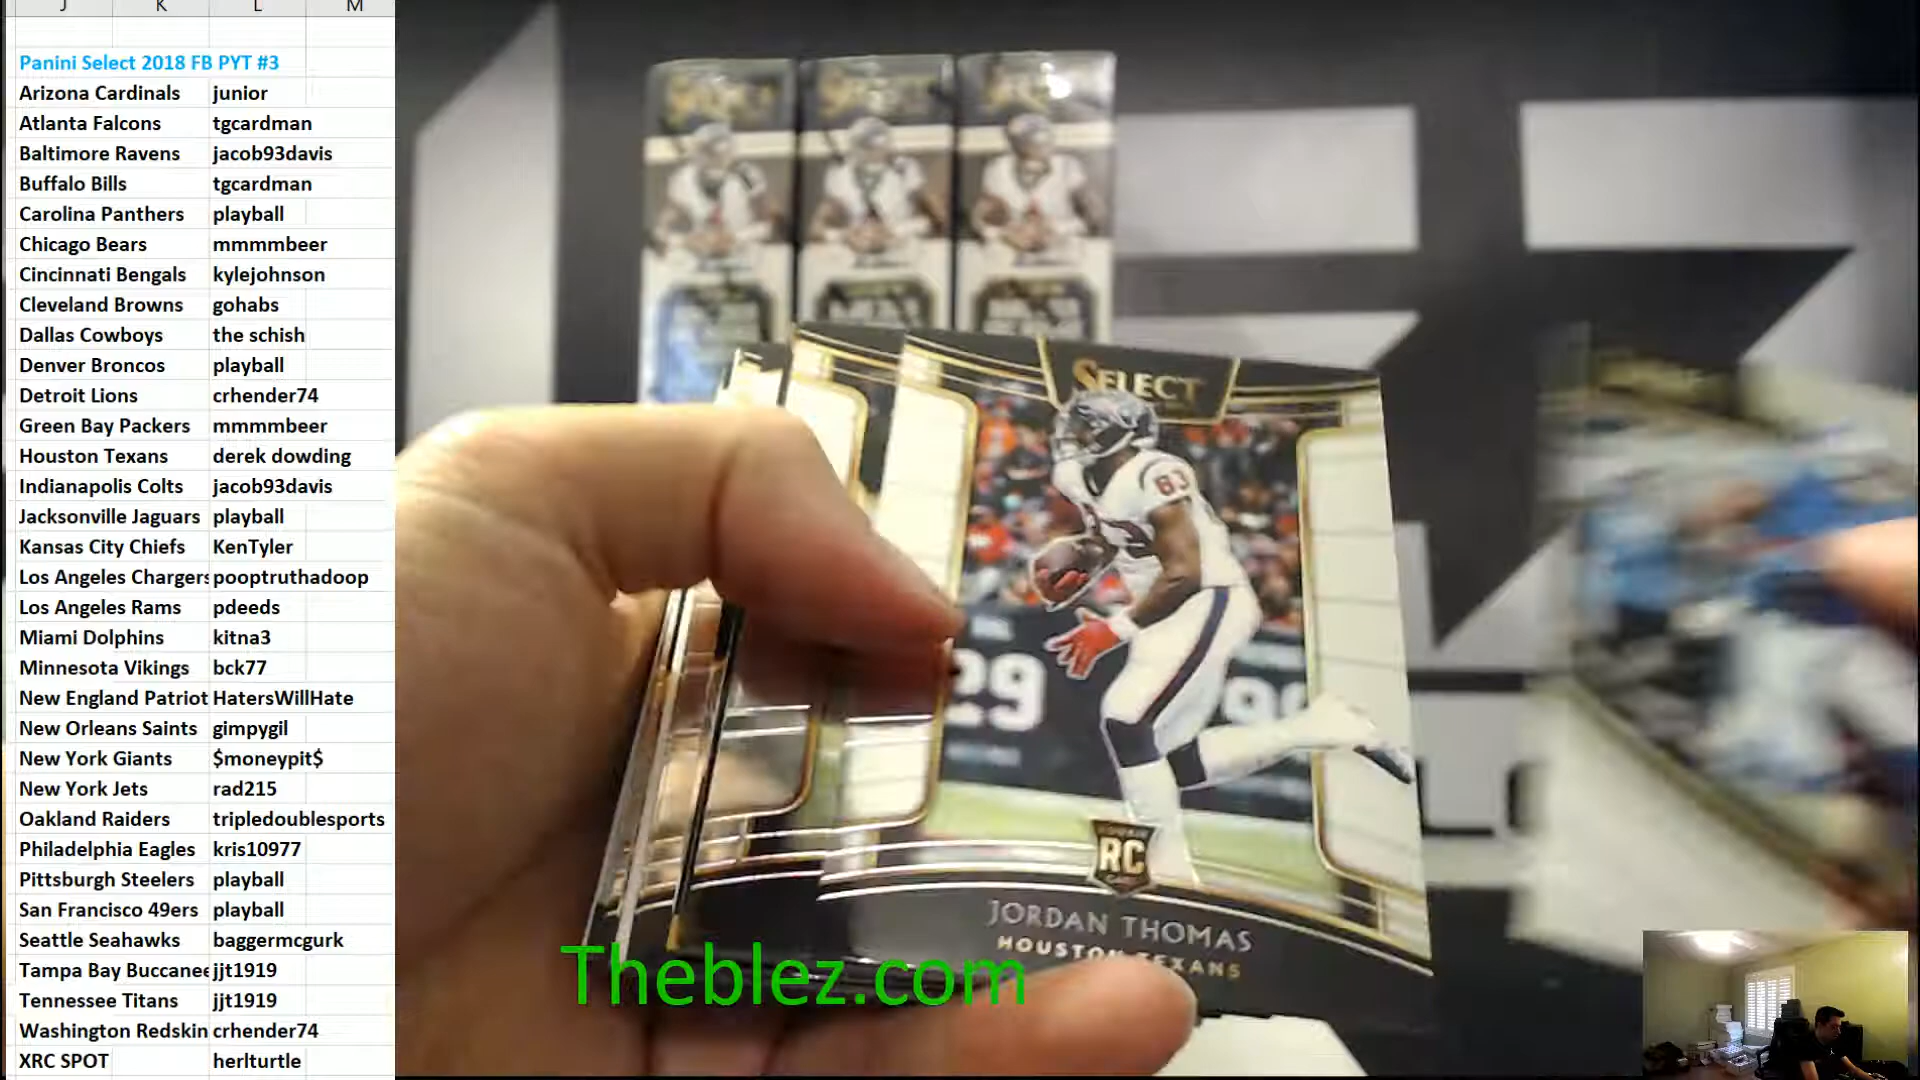 J K L M
Panini Select 2018 FB PYT #3
Arizona Cardinals junior
Atlanta Falcons tgcardman
Baltimore Ravens jacob93davis
Buffalo Bills tgcardman
Carolina Panthers playball
Chicago Bears mmmmbeer
Cincinnati Bengals kylejohnson
Cleveland Browns gohabs
Dallas Cowboys the schish
Denver Broncos playball
Detroit Lions crhender74
Green Bay Packers mmmmbeer
Houston Texans derek dowding
Indianapolis Colts jacob93davis
Jacksonville Jaguars playball
Kansas City Chiefs KenTyler
Los Angeles Chargers pooptruthadoop
Los Angeles Rams pdeeds
Miami Dolphins kitna3
Minnesota Vikings bck77
New England Patriot HatersWillHate
New Orleans Saints gimpygil
New York Giants $moneypit$
New York Jets rad215
Oakland Raiders tripledoublesports
Philadelphia Eagles kris10977
Pittsburgh Steelers playball
San Francisco 49ers playball
Seattle Seahawks baggermcgurk
Tampa Bay Buccanee jjt1919
Tennessee Titans jjt1919
Washington Redskin crhender74
XRC SPOT herlturtle
SELECT
83
29
RC
JORDAN THOMAS
HOUSTON TEXANS
Theblez.com